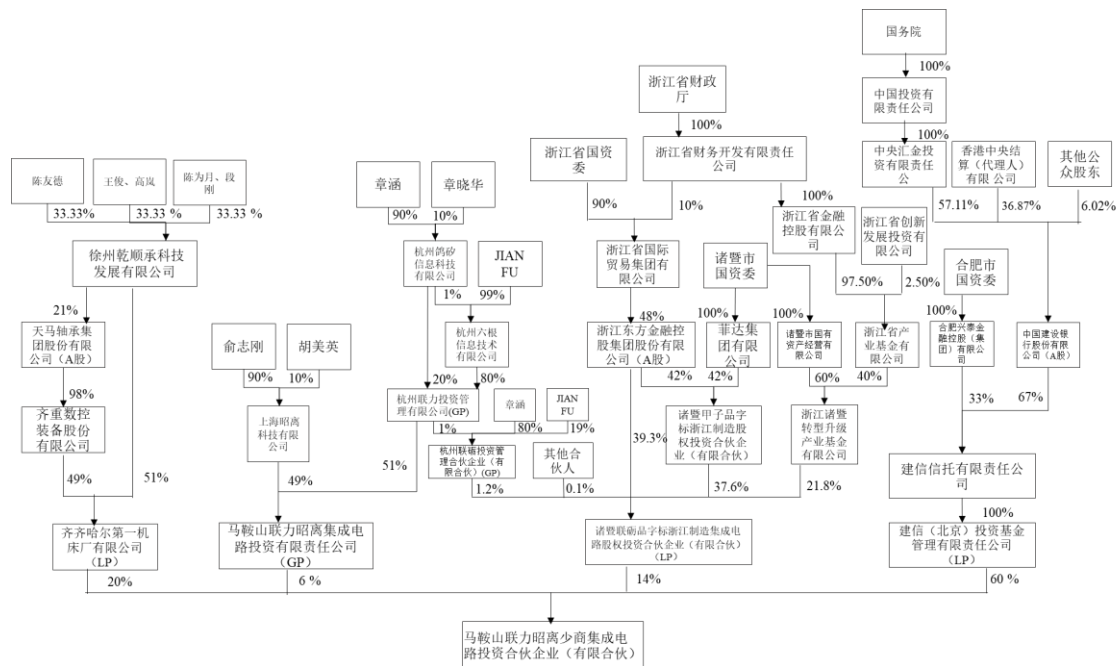 国务院
100%
浙江省财政
厅
中国投资有
限责任公司
100%
100%
浙江省国资
委
浙江省财务开发有限责任
公司
中央汇金投
资有限责任
公
香港中央结
算（代理人）
有限公司
其他公
众股东
陈友德
王俊、高岚
陈为月、段
刚
章涵
章晓华
33.33%
33.33 %
33.33 %
90%
10%
90%
10%
100%
57.11%
36.87%
6.02%
浙江省金融
控股有限公
司
浙江省创新
发展投资有
限公司
徐州乾顺承科技
发展有限公司
杭州鸽矽
信息科技
有限公司
JIAN
FU
浙江省国际
贸易集团有
限公司
诸暨市
国资委
合肥市
国资委
97.50%
2.50%
1%
99%
21%
48%
100%
100%
100%
天马轴承集
团股份有限
公司（A股）
俞志刚
胡美英
杭州六根
信息技术
有限公司
浙江东方金融控
股集团股份有限
公司（A股）
菲达集
团有限
公司
诸暨市国有
资产经营有
限公司
浙江省产
业基金有
限公司
合肥兴泰金
融控股（集
团）有限公
司
中国建设银
行股份有限
公司（A股）
98%
90%
10%
20%
80%
42%
42%
60%
40%
33%
67%
齐重数控
装备股份
有限公司
上海昭离
科技有限
公司
杭州联力投资管
理有限公司(GP)
章涵
JIAN
FU
1%
80%
19%
诸暨甲子品字
标浙江制造股
权投资合伙企
业（有限合伙）
浙江诸暨
转型升级
产业基金
有限公司
39.3%
杭州联砺投资管
理合伙企业（有
限合伙）(GP)
其他合
伙人
建信信托有限责任公
司
49%
51%
49%
51%
1.2%
0.1%
37.6%
21.8%
100%
齐齐哈尔第一机
床厂有限公司
（LP）
马鞍山联力昭离集成电
路投资有限责任公司
（GP）
诸暨联砺品字标浙江制造集成电
路股权投资合伙企业（有限合伙）
（LP）
建信（北京）投资基金
管理有限责任公司
（LP）
20%
6 %
14%
60 %
马鞍山联力昭离少商集成电
路投资合伙企业（有限合伙）